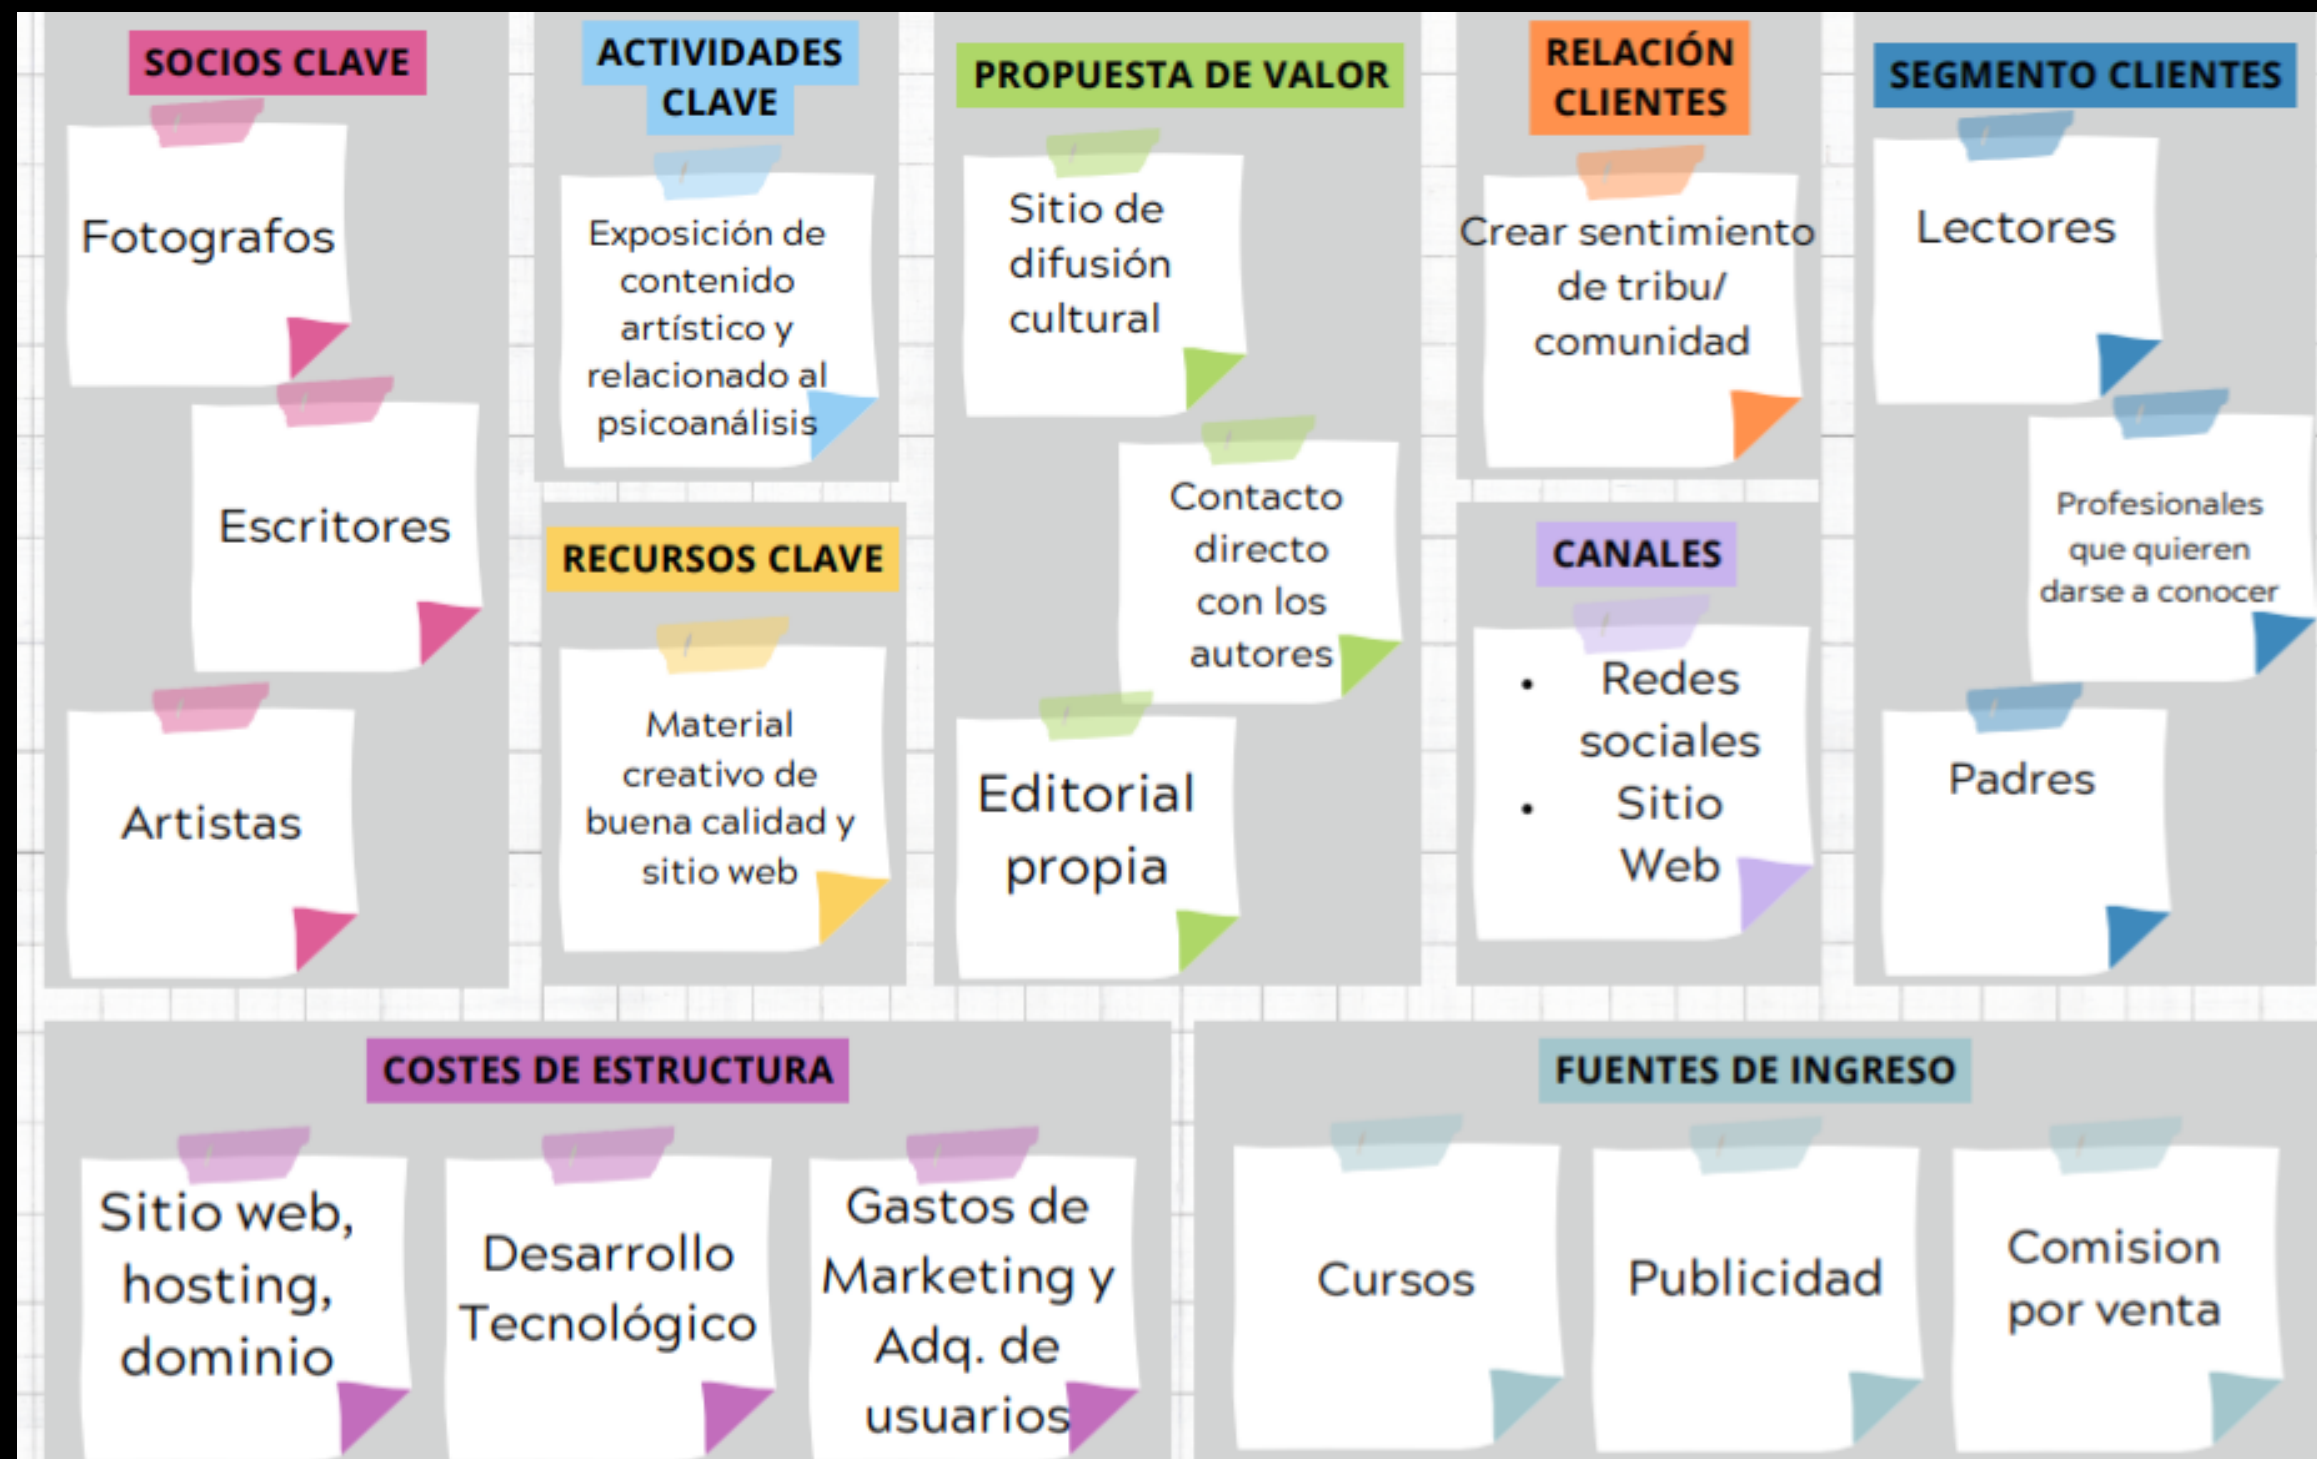 SOCIOS CLAVE
Fotografos
Escritores
Artistas
ACTIVIDADES
CLAVE
Exposición de
contenido
artístico y
relacionado al
psicoanálisis
RECURSOS CLAVE
Material
creativo de
buena calidad y
sitio web
PROPUESTA DE VALOR
Sitio de
difusión
cultural
Contacto
directo
con los
autores
Editorial
propia
RELACIÓN
CLIENTES
Crear sentimiento
de tribu/
comunidad
CANALES
• Redes
sociales
• Sitio
Web
SEGMENTO CLIENTES
Lectores
Profesionales
que quieren
darse a conocer
Padres
COSTES DE ESTRUCTURA
Sitio web,
hosting,
dominio
Desarrollo
Tecnológico
Gastos de
Marketing y
Adq. de
usuarios
FUENTES DE INGRESO
Cursos
Publicidad
Comision
por venta